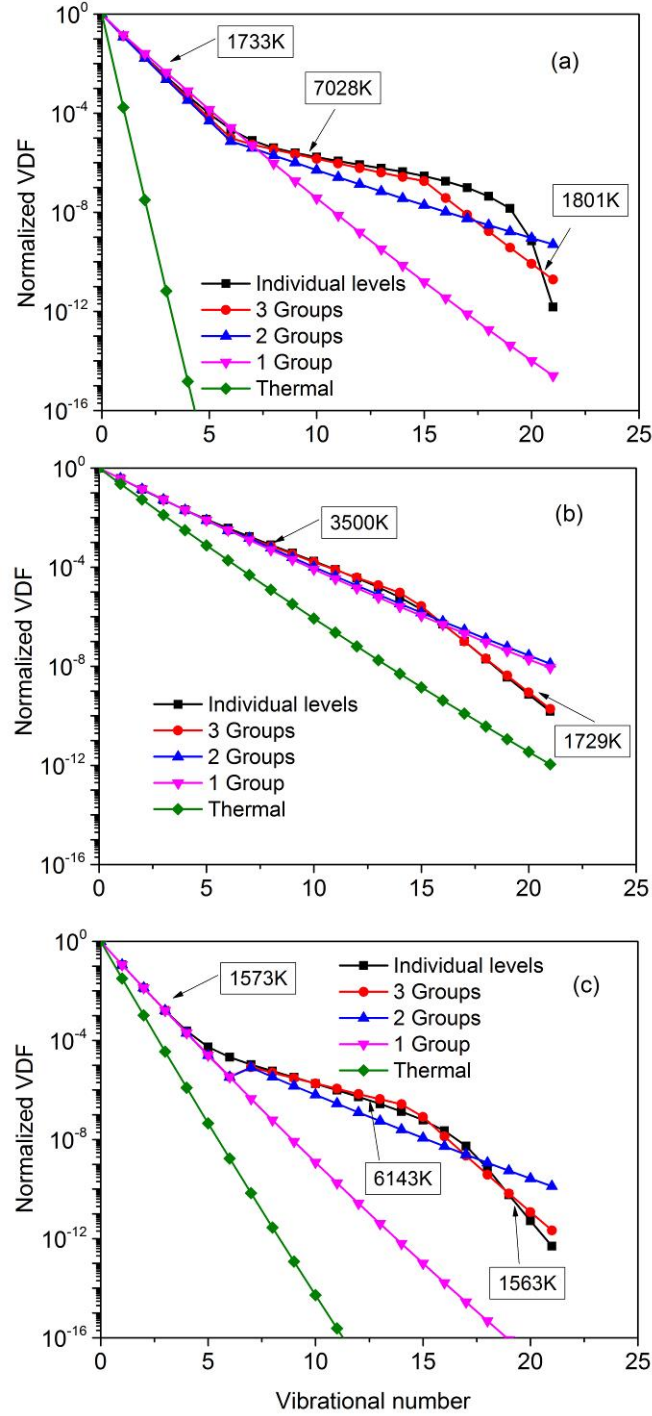 10^0
10^-4
10^-8
10^-12
10^-16
Normalized VDF
(a)
1733K
7028K
1801K
Individual levels
3 Groups
2 Groups
1 Group
Thermal
0 5 10 15 20 25
10^0
10^-4
10^-8
10^-12
10^-16
Normalized VDF
(b)
3500K
1729K
Individual levels
3 Groups
2 Groups
1 Group
Thermal
0 5 10 15 20 25
10^0
10^-4
10^-8
10^-12
10^-16
Normalized VDF
(c)
1573K
Individual levels
3 Groups
2 Groups
1 Group
Thermal
6143K
1563K
0 5 10 15 20 25
Vibrational number